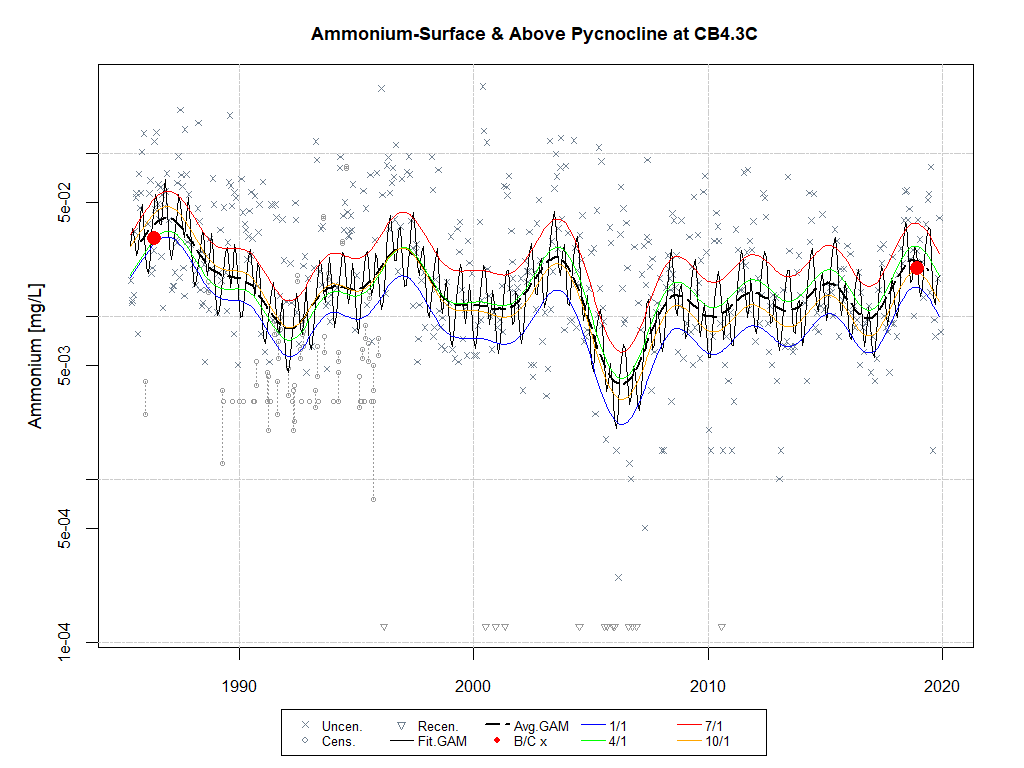 Ammonium-Surface & Above Pycnocline at CB4.3C
Ammonium [mg/L]
5e-02
5e-03
5e-04
1e-04
1990 2000 2010 2020
Uncen. Recen. Avg.GAM 1/1 7/1
Cens. Fit.GAM B/C x 4/1 10/1